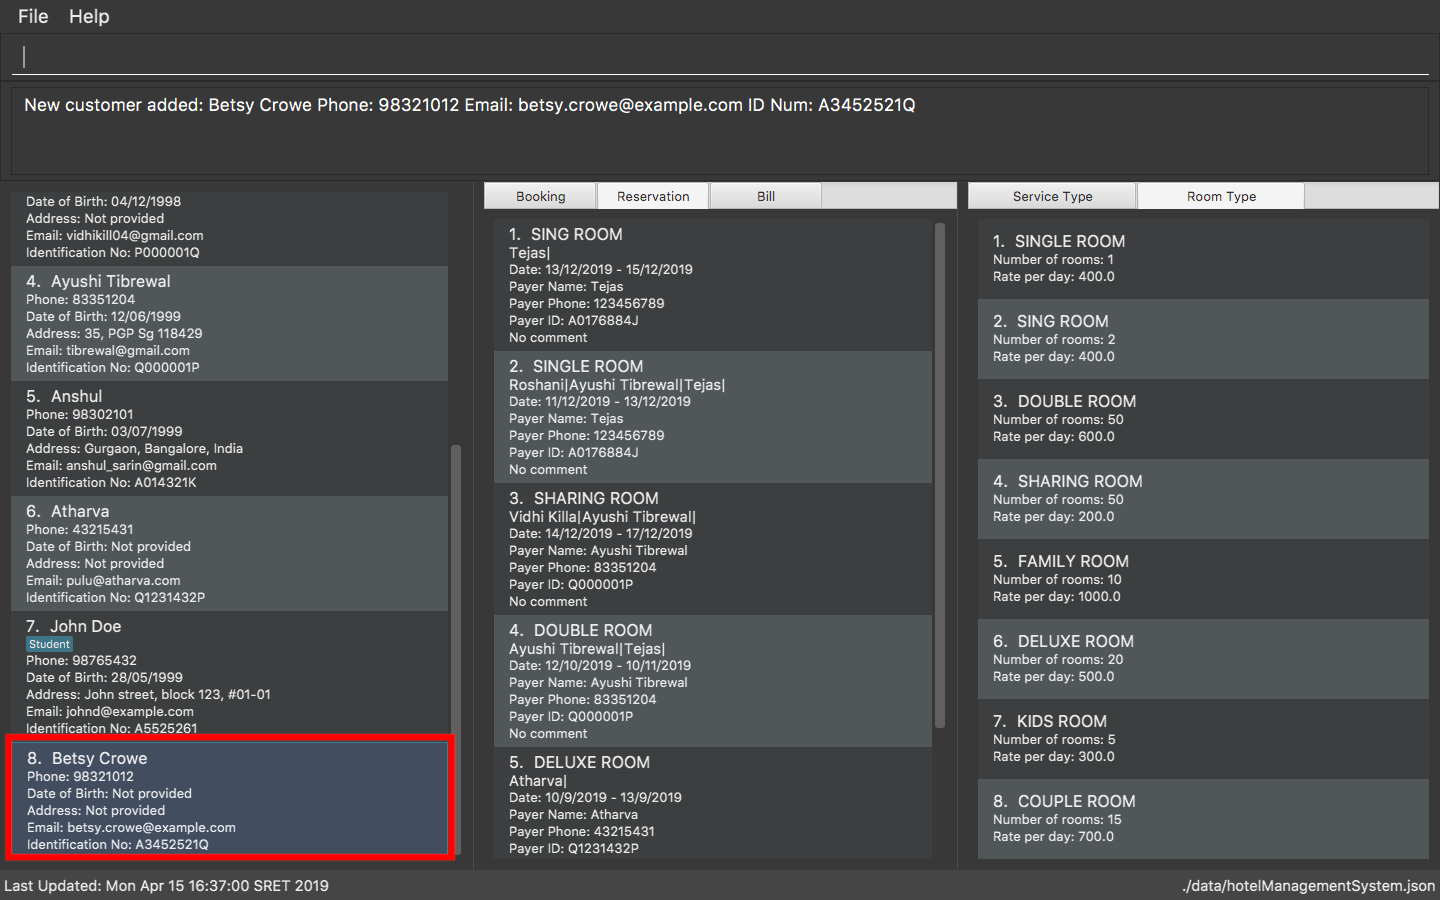 File Help
New customer added: Betsy Crowe Phone: 98321012 Email: betsy.crowe@example.com ID Num: A3452521Q
Date of Birth: 04/12/1998
Address: Not provided
Email: vidhikill04@gmail.com
Identification No: P000001Q
4. Ayushi Tibrewal
Phone: 83351204
Date of Birth: 12/06/1999
Address: 35, PGP Sg 118429
Email: tibrewal@gmail.com
Identification No: Q000001P
5. Anshul
Phone: 98302101
Date of Birth: 03/07/1999
Address: Gurgaon, Bangalore, India
Email: anshul_sarin@gmail.com
Identification No: A014321K
6. Atharva
Phone: 43215431
Date of Birth: Not provided
Address: Not provided
Email: pulu@atharva.com
Identification No: Q1231432P
7. John Doe
Student
Phone: 98765432
Date of Birth: 28/05/1999
Address: John street, block 123, #01-01
Email: johnd@example.com
Identification No: A5525261
8. Betsy Crowe
Phone: 98321012
Date of Birth: Not provided
Address: Not provided
Email: betsy.crowe@example.com
Identification No: A3452521Q
Booking Reservation Bill
1. SING ROOM
Tejas|
Date: 13/12/2019 - 15/12/2019
Payer Name: Tejas
Payer Phone: 123456789
Payer ID: A0176884J
No comment
2. SINGLE ROOM
Roshani|Ayushi Tibrewal|Tejas|
Date: 11/12/2019 - 13/12/2019
Payer Name: Tejas
Payer Phone: 123456789
Payer ID: A0176884J
No comment
3. SHARING ROOM
Vidhi Killa|Ayushi Tibrewal|
Date: 14/12/2019 - 17/12/2019
Payer Name: Ayushi Tibrewal
Payer Phone: 83351204
Payer ID: Q000001P
No comment
4. DOUBLE ROOM
Ayushi Tibrewal|Tejas|
Date: 12/10/2019 - 10/11/2019
Payer Name: Ayushi Tibrewal
Payer Phone: 83351204
Payer ID: Q000001P
No comment
5. DELUXE ROOM
Atharva|
Date: 10/9/2019 - 13/9/2019
Payer Name: Atharva
Payer Phone: 43215431
Payer ID: Q1231432P
Service Type Room Type
1. SINGLE ROOM
Number of rooms: 1
Rate per day: 400.0
2. SING ROOM
Number of rooms: 2
Rate per day: 400.0
3. DOUBLE ROOM
Number of rooms: 50
Rate per day: 600.0
4. SHARING ROOM
Number of rooms: 50
Rate per day: 200.0
5. FAMILY ROOM
Number of rooms: 10
Rate per day: 1000.0
6. DELUXE ROOM
Number of rooms: 20
Rate per day: 500.0
7. KIDS ROOM
Number of rooms: 5
Rate per day: 300.0
8. COUPLE ROOM
Number of rooms: 15
Rate per day: 700.0
Last Updated: Mon Apr 15 16:37:00 SRET 2019
./data/hotelManagementSystem.json